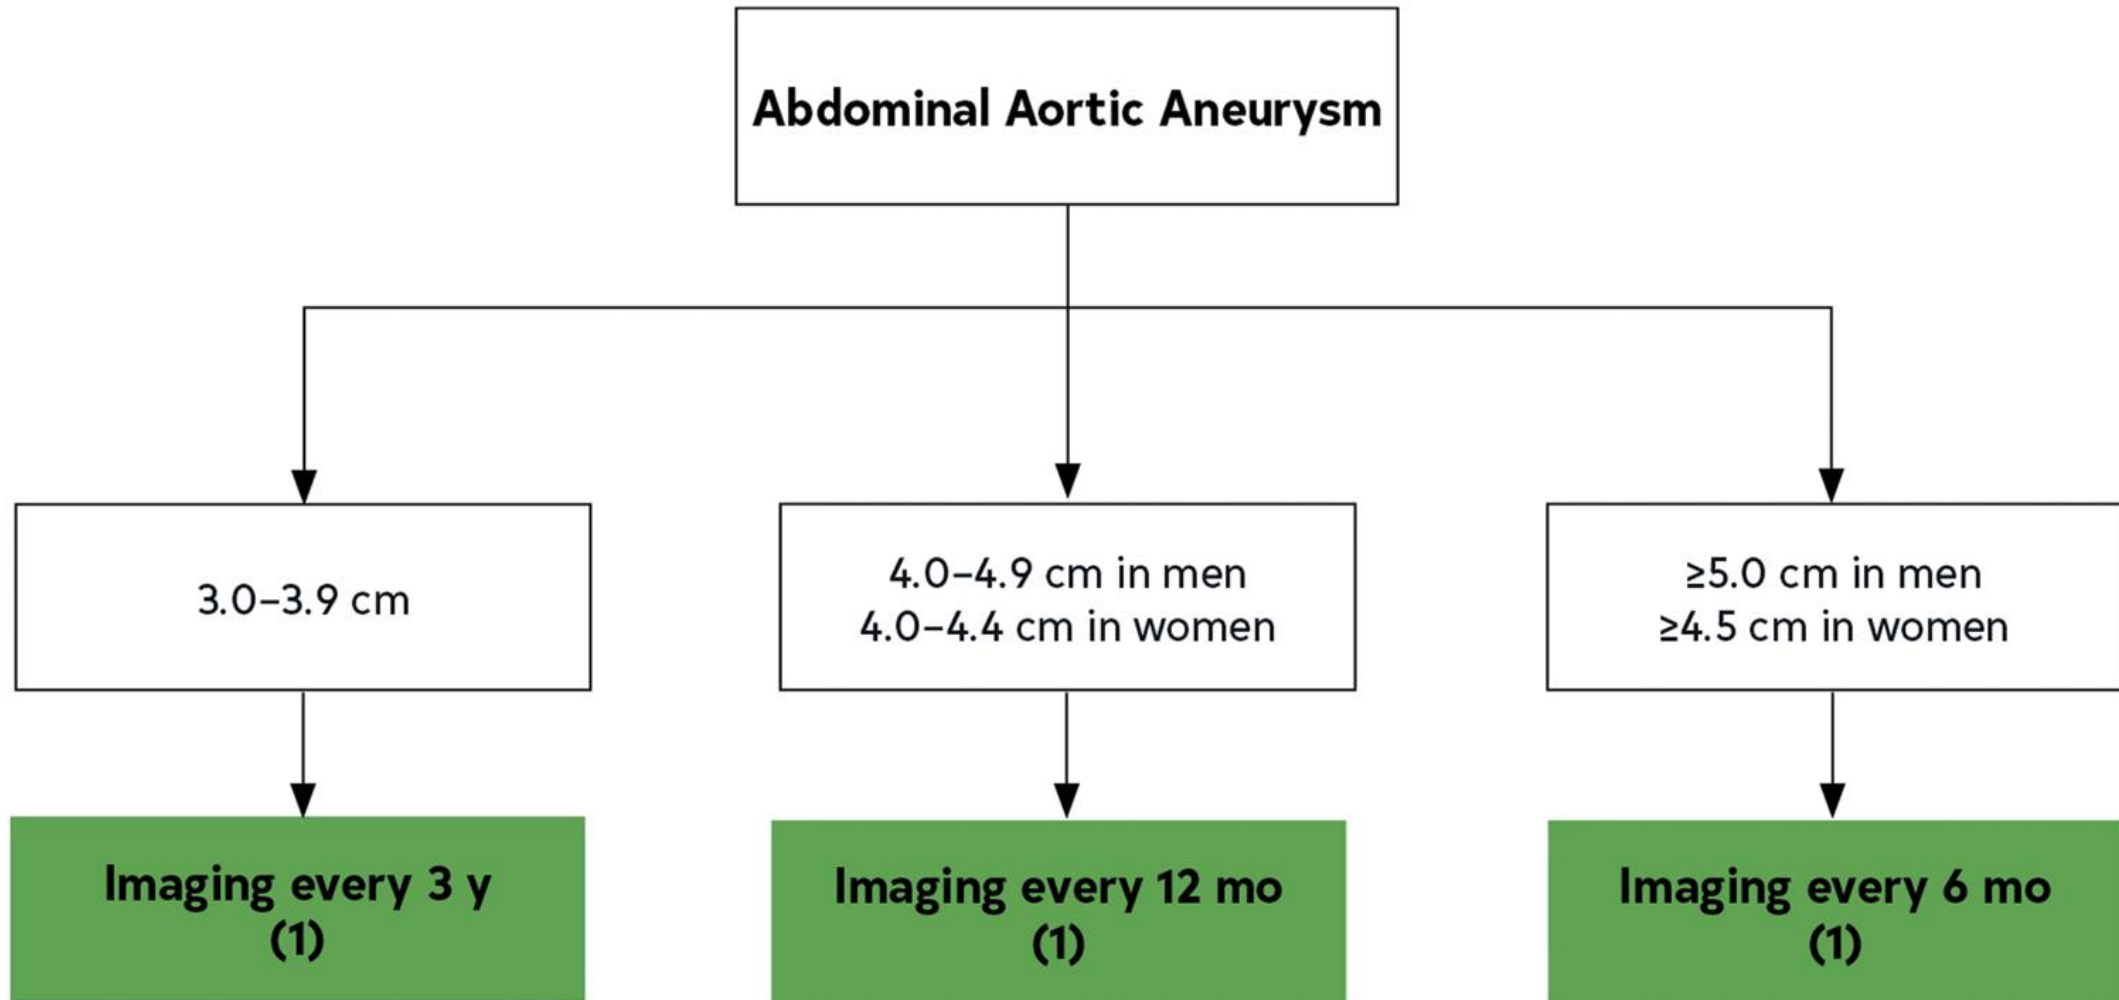 Abdominal Aortic Aneurysm
3.0–3.9 cm
4.0–4.9 cm in men
4.0–4.4 cm in women
≥5.0 cm in men
≥4.5 cm in women
Imaging every 3 y
(1)
Imaging every 12 mo
(1)
Imaging every 6 mo
(1)